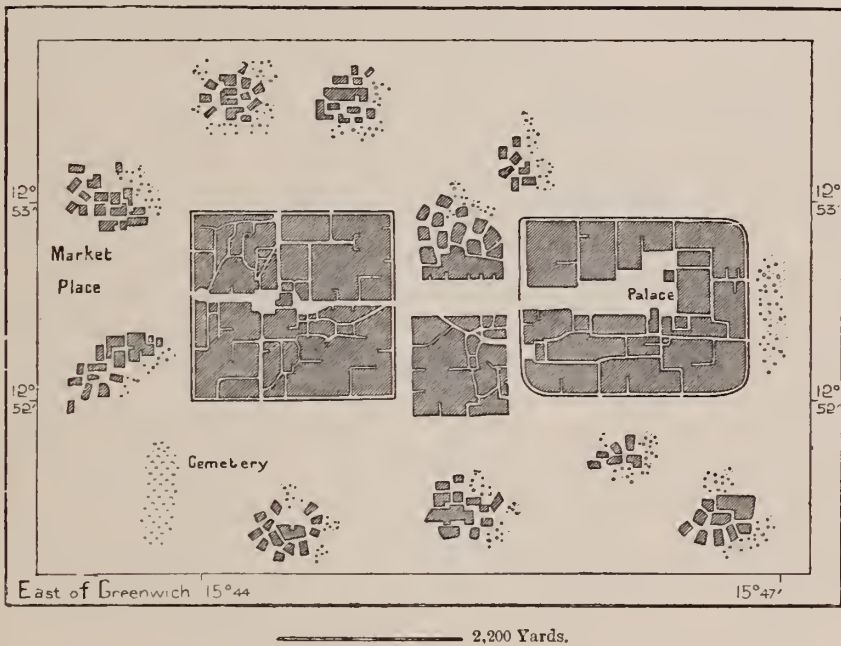 12°
53'
12°
53'
Market
Place
Palace
12°
52'
12°
52'
Cemetery
East of Greenwich 15°44
15°47'
2,200 Yards.